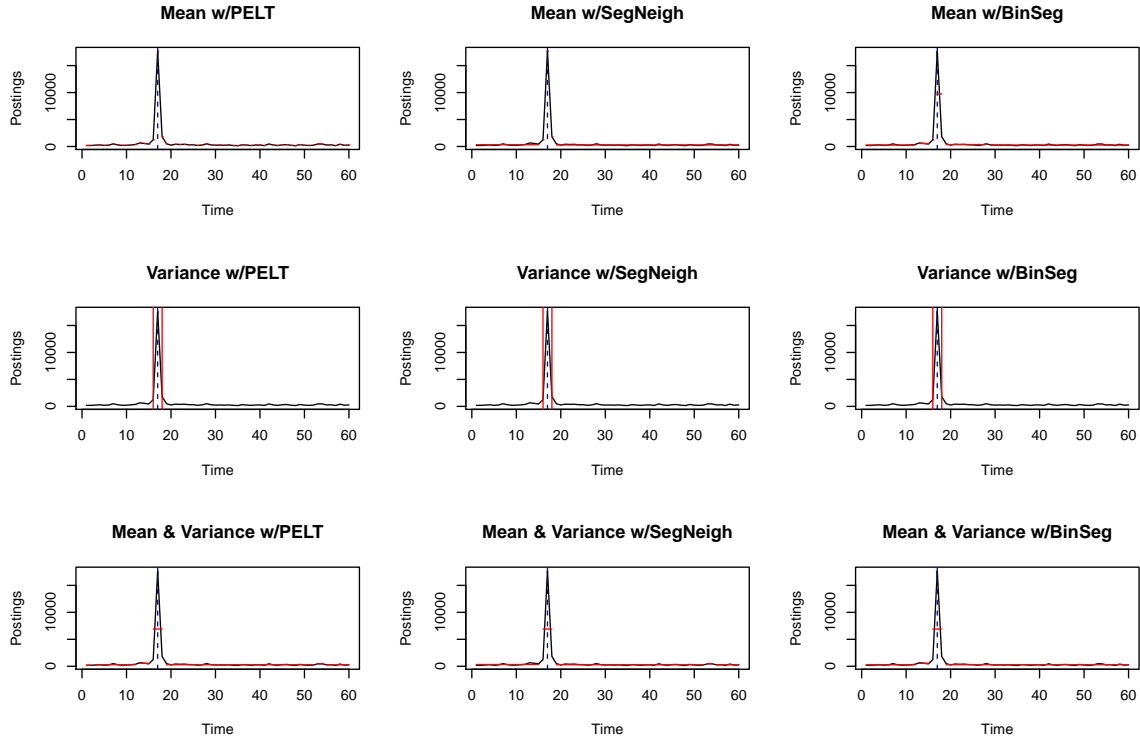 Mean w/PELT
Postings
0 10000
0 10 20 30 40 50 60
Time
Mean w/SegNeigh
Postings
0 10000
0 10 20 30 40 50 60
Time
Mean w/BinSeg
Postings
0 10000
0 10 20 30 40 50 60
Time
Variance w/PELT
Postings
0 10000
0 10 20 30 40 50 60
Time
Variance w/SegNeigh
Postings
0 10000
0 10 20 30 40 50 60
Time
Variance w/BinSeg
Postings
0 10000
0 10 20 30 40 50 60
Time
Mean & Variance w/PELT
Postings
0 10000
0 10 20 30 40 50 60
Time
Mean & Variance w/SegNeigh
Postings
0 10000
0 10 20 30 40 50 60
Time
Mean & Variance w/BinSeg
Postings
0 10000
0 10 20 30 40 50 60
Time